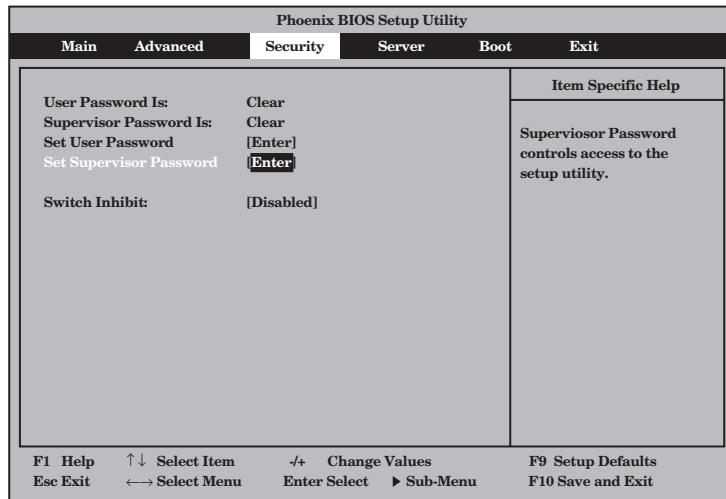 Phoenix BIOS Setup Utility
Main Advanced Security Server Boot Exit
User Password Is: Clear
Supervisor Password Is: Clear
Set User Password [Enter]
Set Supervisor Password [Enter]
Switch Inhibit: [Disabled]
Item Specific Help
Superviosor Password
controls access to the
setup utility.
F1 Help ↑↓ Select Item -/+ Change Values F9 Setup Defaults
Esc Exit ←→ Select Menu Enter Select ▶ Sub-Menu F10 Save and Exit